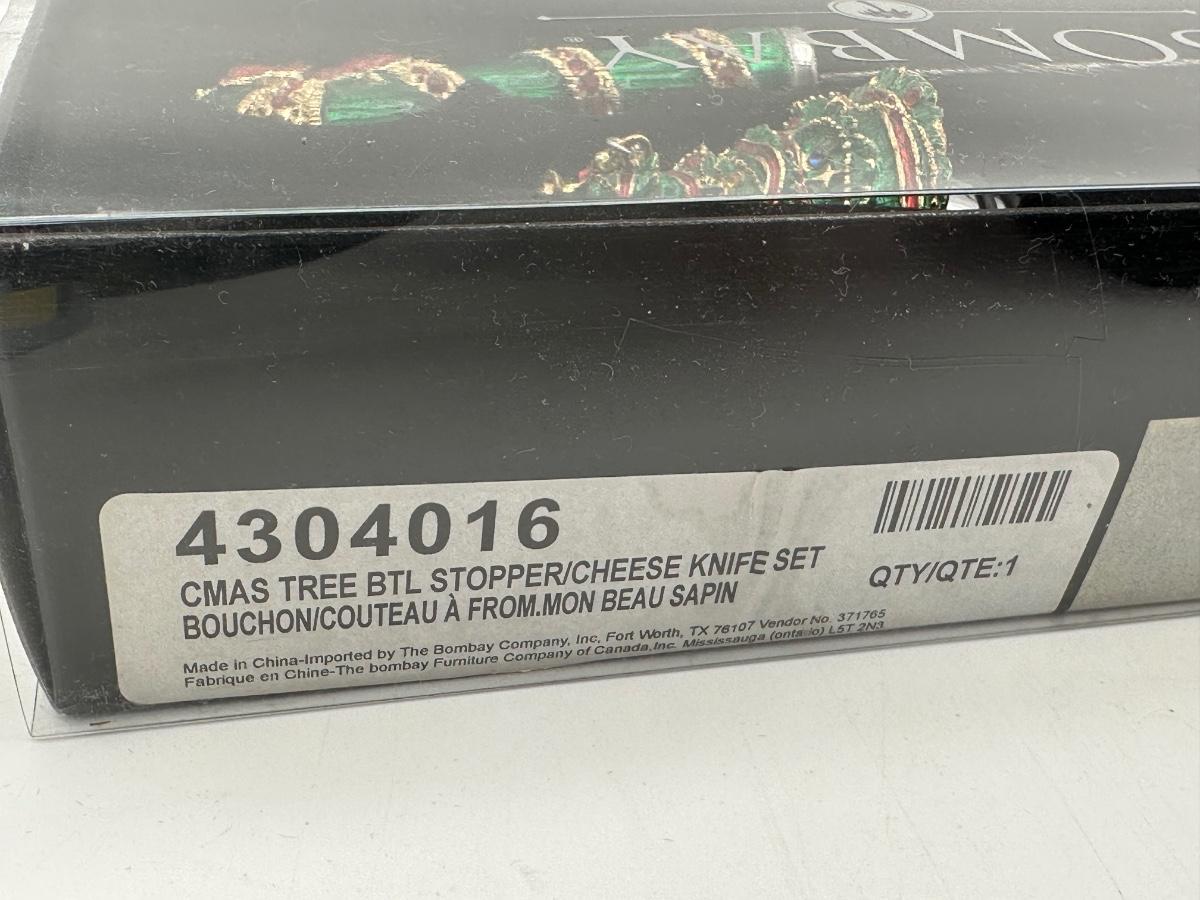 OMBAY®
4304016
CMAS TREE BTL STOPPER/CHEESE KNIFE SET
BOUCHON/COUTEAU À FROM.MON BEAU SAPIN
QTY/QTE:1
Made in China-Imported by The Bombay Company, Inc, Fort Worth, TX 76107 Vendor No. 371765
Fabrique en Chine-The bombay Furniture Company of Canada,Inc. Mississauga (ontario) L5T 2N3